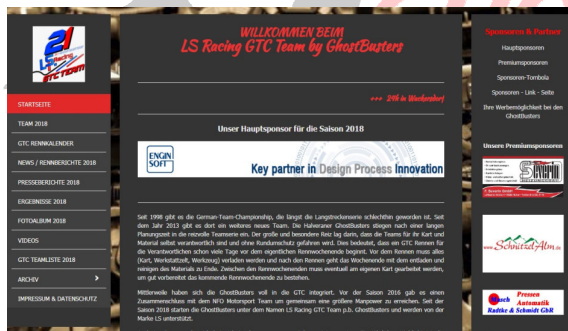 21
LS Racing
GTC TEAM
STARTSEITE
TEAM 2018
GTC RENNKALENDER
NEWS / RENNBERICHTE 2018
PRESSEBERICHTE 2018
ERGEBNISSE 2018
FOTOALBUM 2018
VIDEOS
GTC TEAMLISTE 2018
ARCHIV
IMPRESSUM & DATENSCHUTZ
WILLKOMMEN BEIM
LS Racing GTC Team by GhostBusters
+++ 24h in Wackersdorf
Unser Hauptsponsor für die Saison 2018
ENGIN
SOFT
Key partner in Design Process Innovation
Seit 1998 gibt es die German-Team-Championship, die längst die Langstreckenserie schlechthin geworden ist. Seit
dem Jahr 2013 gibt es dort ein weiteres neues Team. Die Halveraner GhostBusters stiegen nach einer langen
Planungszeit in die reizvolle Teamserie ein. Der große und besondere Reiz lag darin, dass die Teams für ihr Kart und
Material selbst verantwortlich sind und ohne Rundumschutz gefahren wird. Dies bedeutet, dass ein GTC Rennen für
die Verantwortlichen schon viele Tage vor dem eigentlichen Rennwochenende beginnt. Vor dem Rennen muss alles
(Kart, Werkstattzelt, Werkzeug) verladen werden und nach den Rennen geht das Wochenende mit dem entladen und
reinigen des Materials zu Ende. Zwischen den Rennwochenenden muss eventuell am eigenen Kart gearbeitet werden,
um gut vorbereitet das kommende Rennwochenende zu bestehen.
Mittlerweile haben sich die GhostBusters voll in die GTC integriert. Vor der Saison 2016 gab es einen
Zusammenschluss mit dem NFO Motorsport Team um gemeinsam eine größere Manpower zu erreichen. Seit der
Saison 2018 starten die Ghostbusters unter dem Namen LS Racing GTC Team p.b. GhostBusters und werden von der
Marke LS unterstützt.
Sponsoren & Partner
Hauptsponsoren
Premiumsponsoren
Sponsoren-Tombola
Sponsoren - Link - Seite
Ihre Werbemöglichkeit bei den
GhostBusters
Unsere Premiumsponsoren
SEVERIN
SchnitzelAlm.de
Masch Pressen
Automatik
Radtke & Schmidt GbR